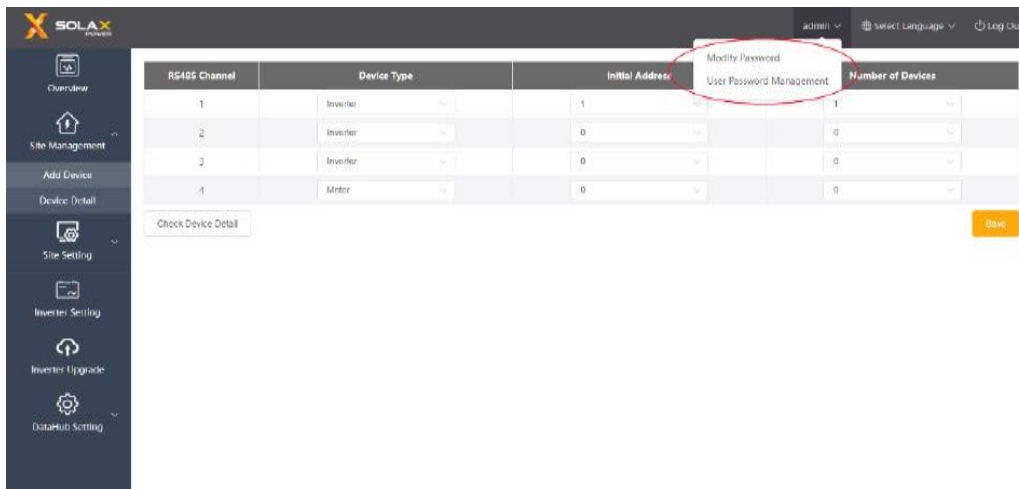 SOLAX
POWER
admin
Select Language
Log Ou
Modify Password
User Password Management
Overview
Site Management
Add Device
Device Detail
Site Setting
Inverter Setting
Inverter Upgrade
DataHub Setting
RS485 Channel Device Type Initial Address Number of Devices
1 Inverter 1 1
2 Inverter 0 0
3 Inverter 0 0
4 Meter 0 0
Check Device Detail
Save